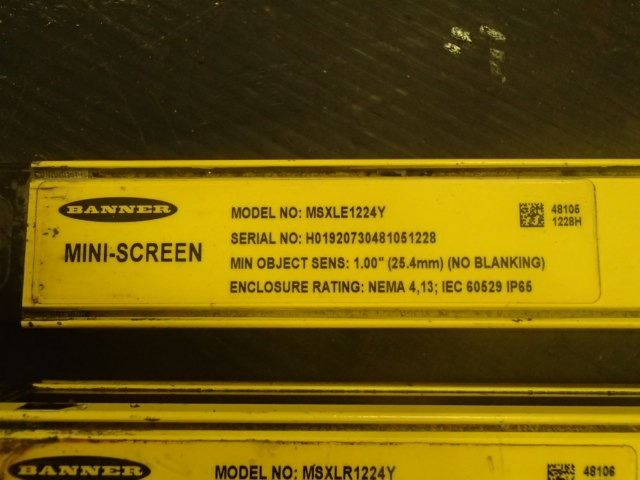 BANNER
MINI-SCREEN
MODEL NO: MSXLE1224Y
SERIAL NO: H01920730481051228
MIN OBJECT SENS: 1.00" (25.4mm) (NO BLANKING)
ENCLOSURE RATING: NEMA 4,13; IEC 60529 IP65
48105
1228H
BANNER
MODEL NO: MSXLR1224Y
48106